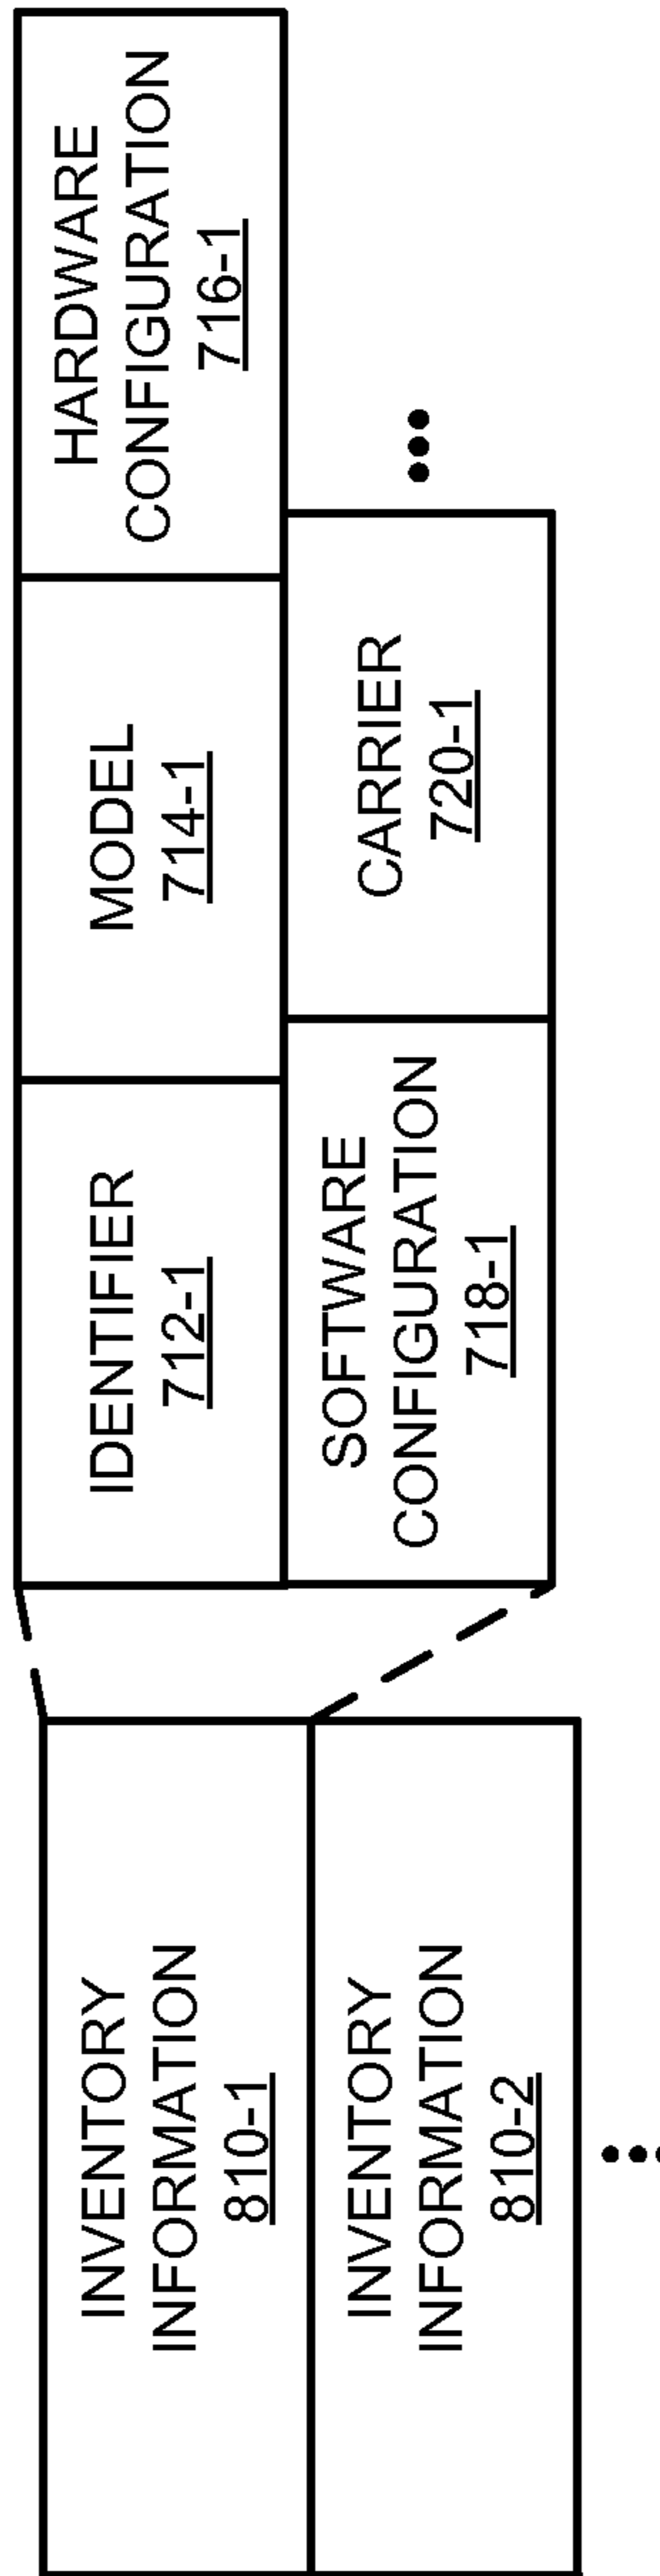 INVENTORY
INFORMATION
810-1
INVENTORY
INFORMATION
810-2
IDENTIFIER
712-1
MODEL
714-1
HARDWARE
CONFIGURATION
716-1
SOFTWARE
CONFIGURATION
718-1
CARRIER
720-1